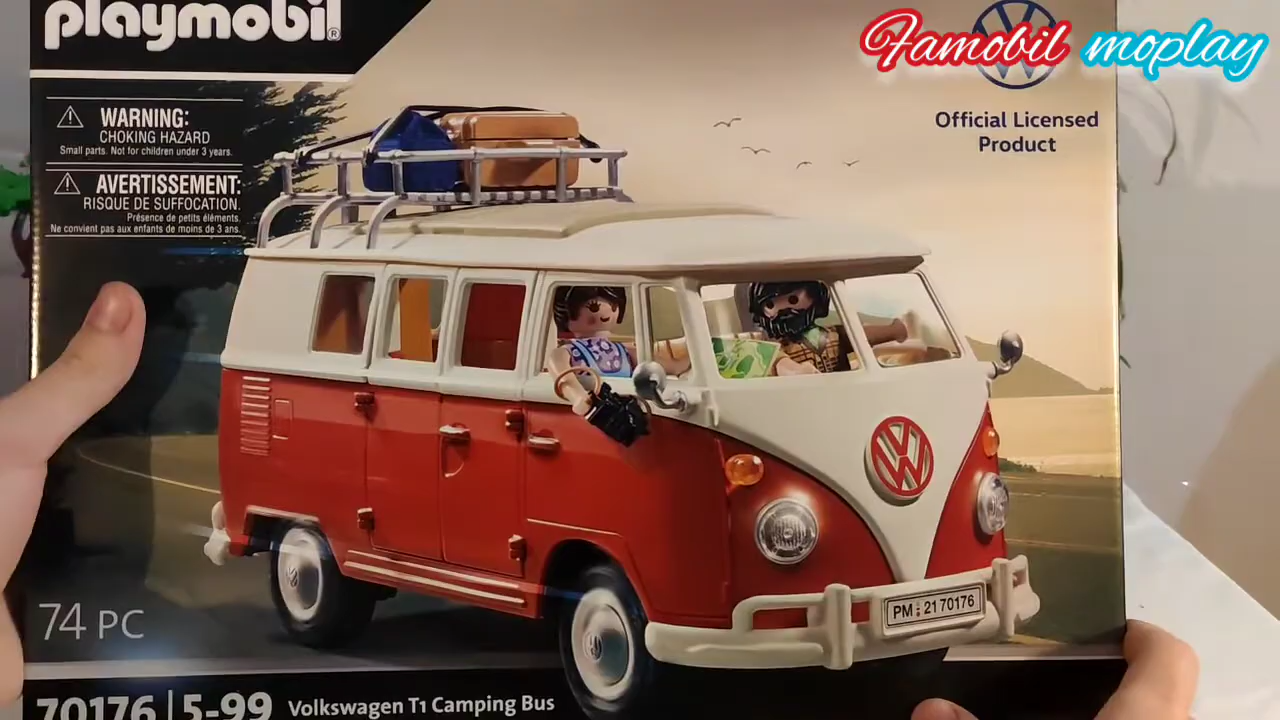 playmobil®
Famobil moplay
Official Licensed
Product
WARNING:
CHOKING HAZARD
Small parts. Not for children under 3 years.
AVERTISSEMENT:
RISQUE DE SUFFOCATION.
Présence de petits éléments.
Ne convient pas aux enfants de moins de 3 ans.
PM 21 70176
74 PC
70176 | 5-99 Volkswagen T1 Camping Bus